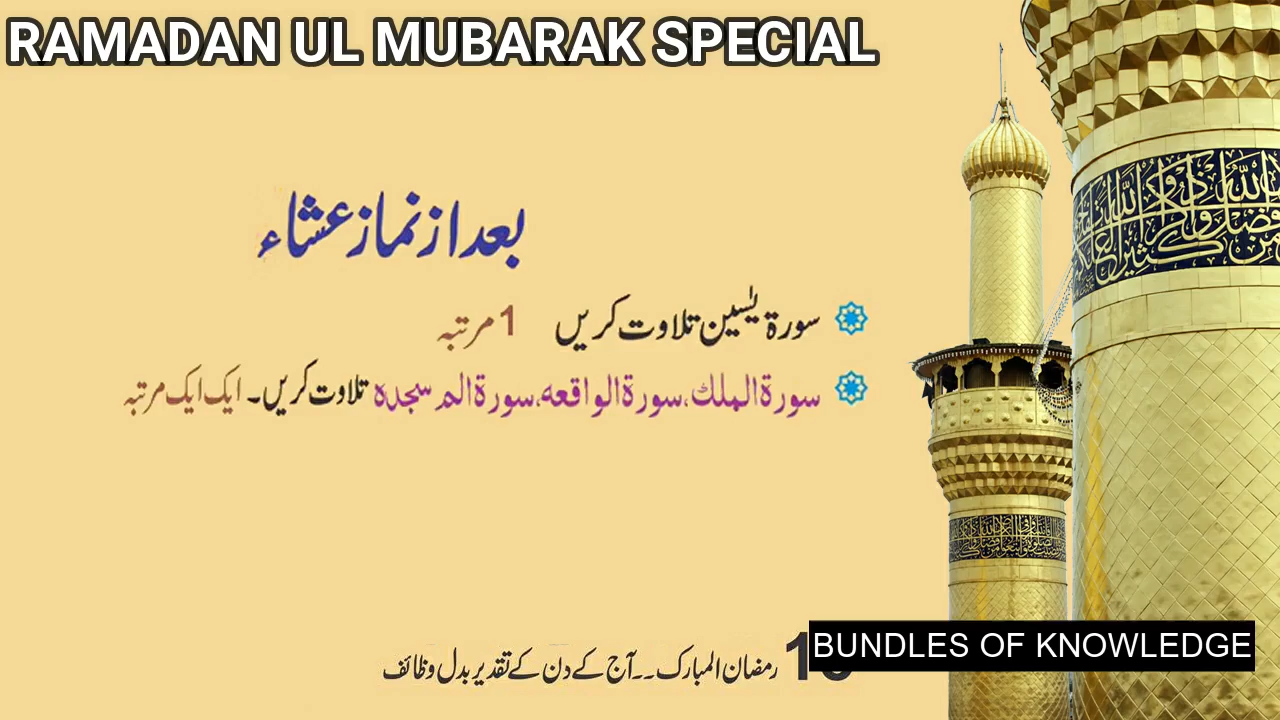 RAMADAN UL MUBARAK SPECIAL
بعد از نماز عشاء
سورۃ یٰسین تلاوت کریں 1 مرتبہ
سورۃ الملک، سورۃ الواقعہ، سورۃ الم سجدہ تلاوت کریں۔ ایک ایک مرتبہ
رمضان المبارک۔۔آج کے دن کے تقدیر بدل وظائف
BUNDLES OF KNOWLEDGE